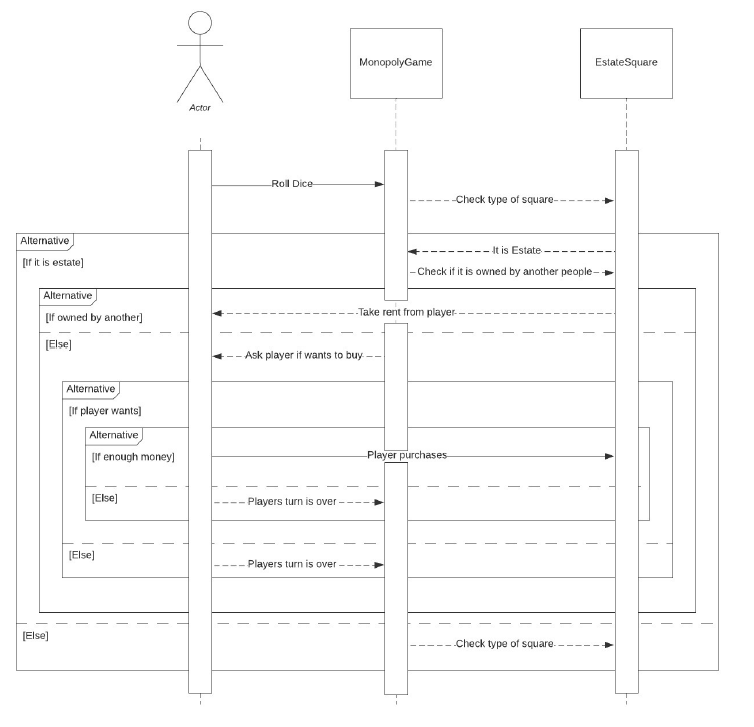 Actor
MonopolyGame
EstateSquare
Roll Dice
Check type of square
Alternative
It is Estate
[If it is estate]
Check if it is owned by another people
Alternative
Take rent from player
[If owned by another]
[Else]
Ask player if wants to buy
Alternative
[If player wants]
Alternative
[If enough money]
Player purchases
[Else]
Players turn is over
[Else]
Players turn is over
[Else]
Check type of square